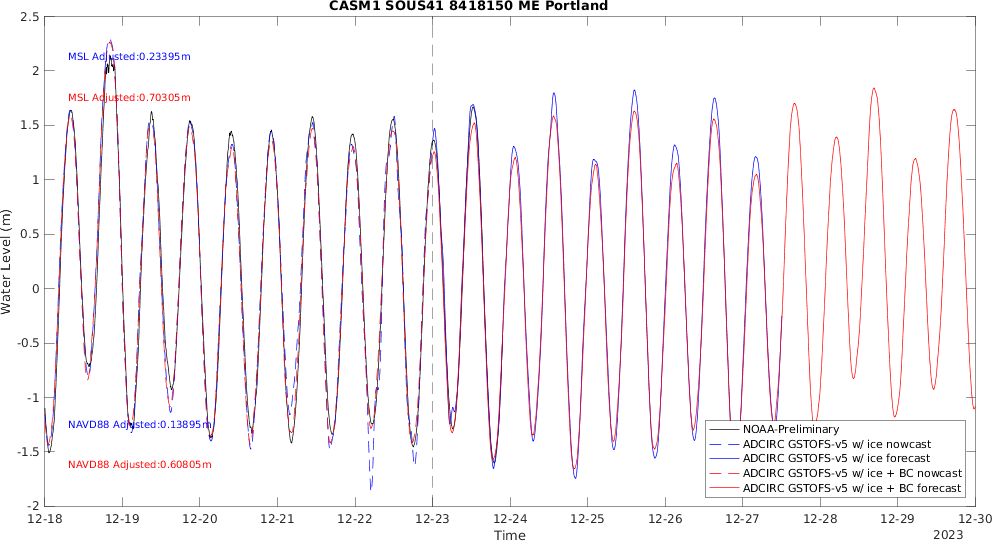 CASM1 SOUS41 8418150 ME Portland
2.5
2
1.5
1
0.5
0
-0.5
-1
-1.5
-2
Water Level (m)
MSL Adjusted:0.23395m
MSL Adjusted:0.70305m
NAVD88 Adjusted:0.13895m
NAVD88 Adjusted:0.60805m
NOAA-Preliminary
ADCIRC GSTOFS-v5 w/ ice nowcast
ADCIRC GSTOFS-v5 w/ ice forecast
ADCIRC GSTOFS-v5 w/ ice + BC nowcast
ADCIRC GSTOFS-v5 w/ ice + BC forecast
12-18 12-19 12-20 12-21 12-22 12-23 12-24 12-25 12-26 12-27 12-28 12-29 12-30
Time
2023